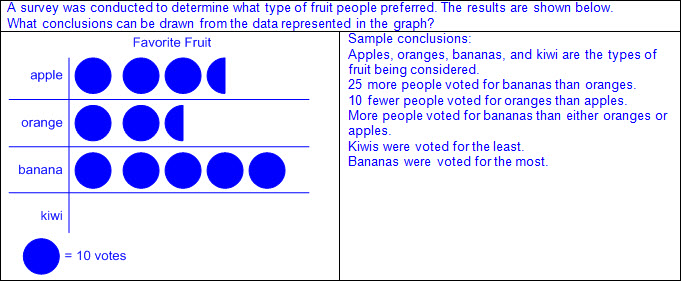 A survey was conducted to determine what type of fruit people preferred. The results are shown below.
What conclusions can be drawn from the data represented in the graph?
Favorite Fruit
apple
orange
banana
kiwi
= 10 votes
Sample conclusions:
Apples, oranges, bananas, and kiwi are the types of
fruit being considered.
25 more people voted for bananas than oranges.
10 fewer people voted for oranges than apples.
More people voted for bananas than either oranges or
apples.
Kiwis were voted for the least.
Bananas were voted for the most.